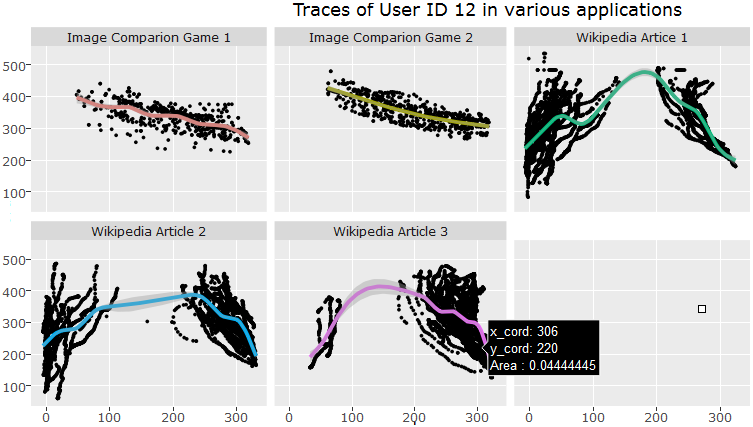 Traces of User ID 12 in various applications
Image Comparion Game 1
Image Comparion Game 2
Wikipedia Artice 1
500
400
300
200
100
Wikipedia Article 2
Wikipedia Article 3
500
400
300
200
100
x_cord: 306
y_cord: 220
Area : 0.04444445
0 100 200 300 0 100 200 300 0 100 200 300